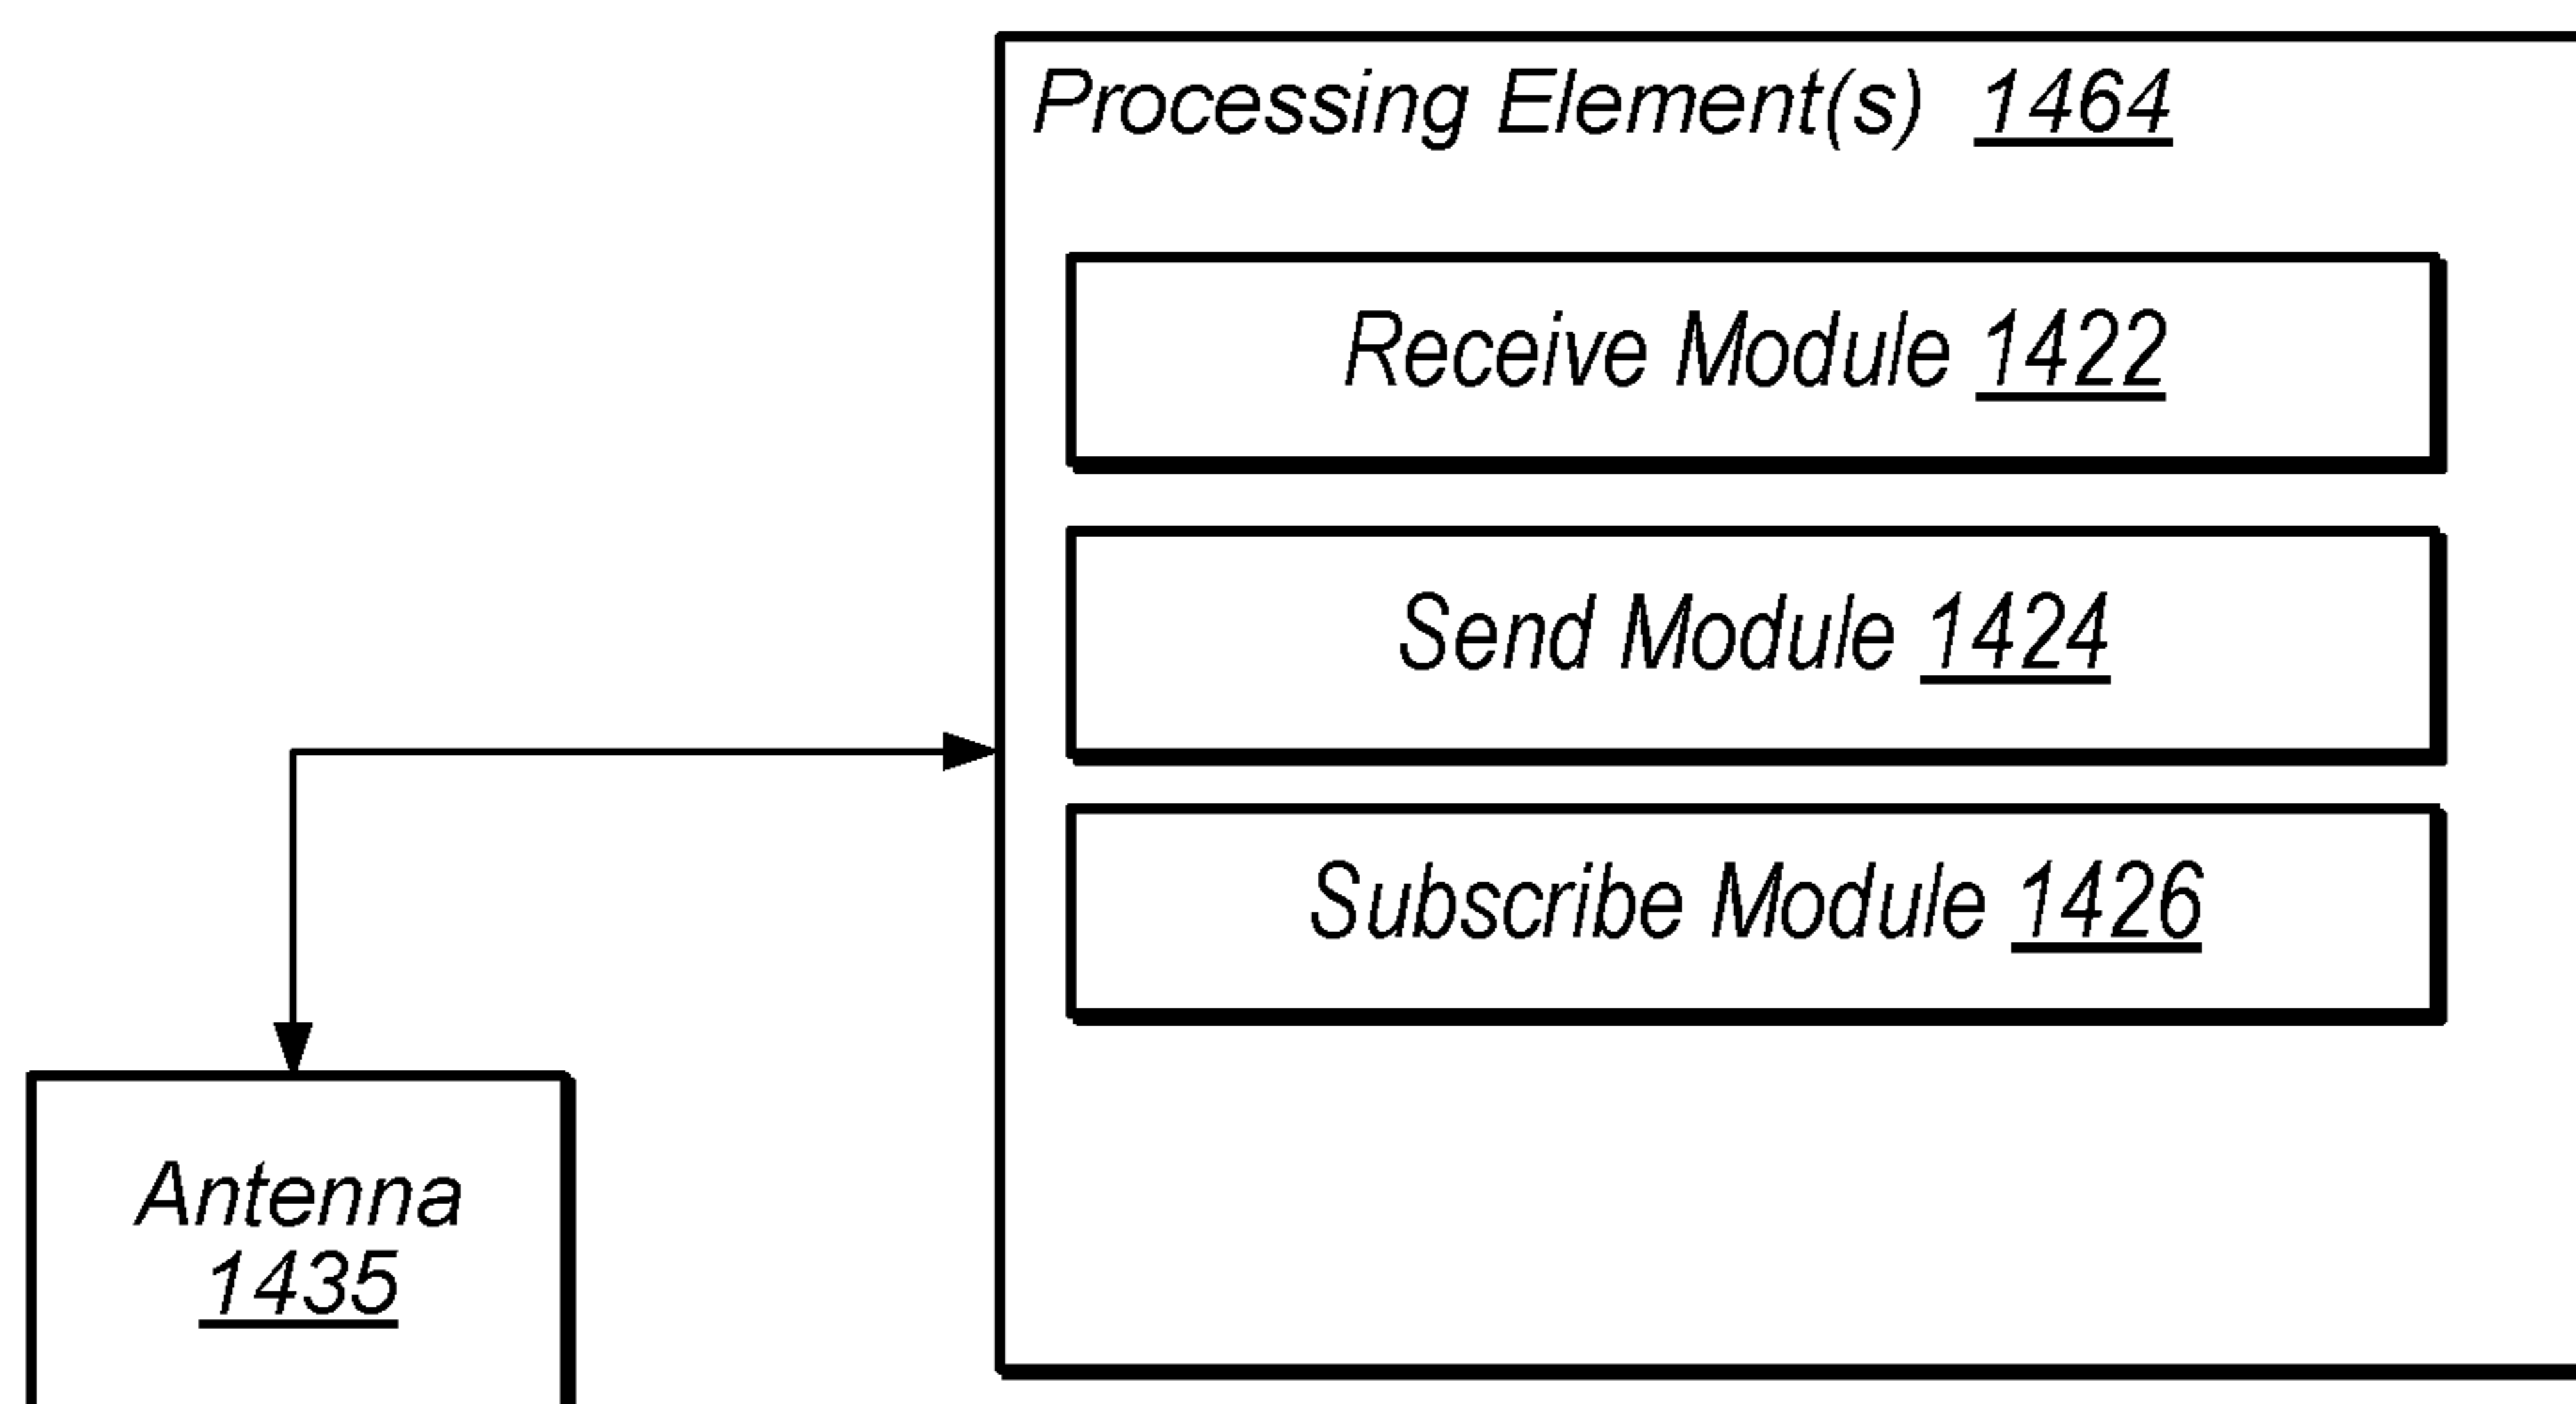 Processing Element(s) 1464
Receive Module 1422
Send Module 1424
Subscribe Module 1426
Antenna
1435